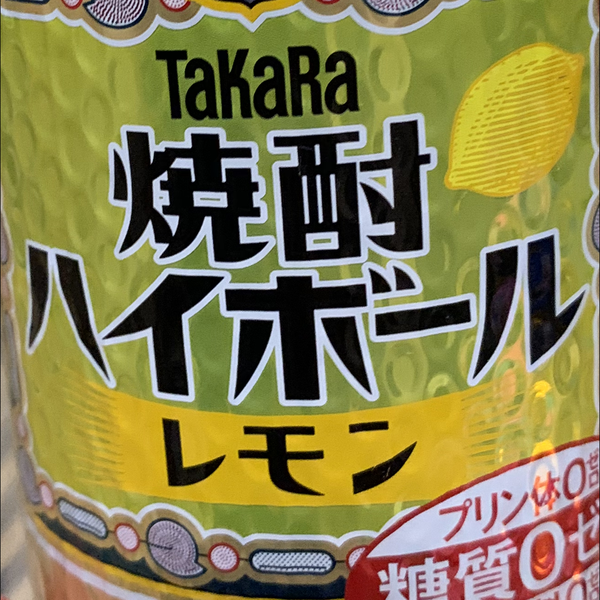 TaKaRa
焼酎
ハイボール
レモン
プリン体0
糖質0ゼ